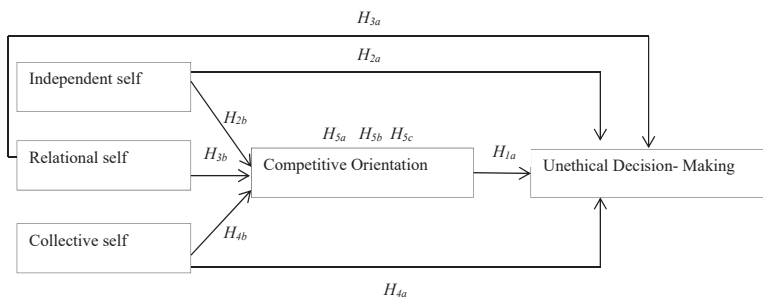 H3a
H2a
Independent self
H2b
H5a H5b H5c
H3b
H1a
Relational self
Competitive Orientation
Unethical Decision- Making
H4b
Collective self
H4a